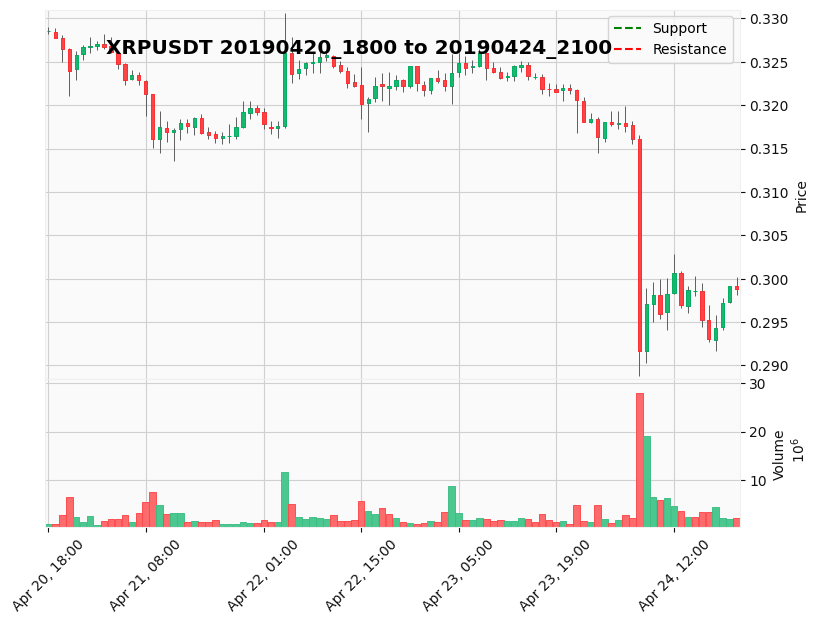 XRPUSDT 20190420_1800 to 20190424_2100
Support
Resistance
0.330
0.325
0.320
0.315
0.310
0.305
0.300
0.295
0.290
Price
30
20
10
Volume
10^6
Apr 20, 18:00
Apr 21, 08:00
Apr 22, 01:00
Apr 22, 15:00
Apr 23, 05:00
Apr 23, 19:00
Apr 24, 12:00